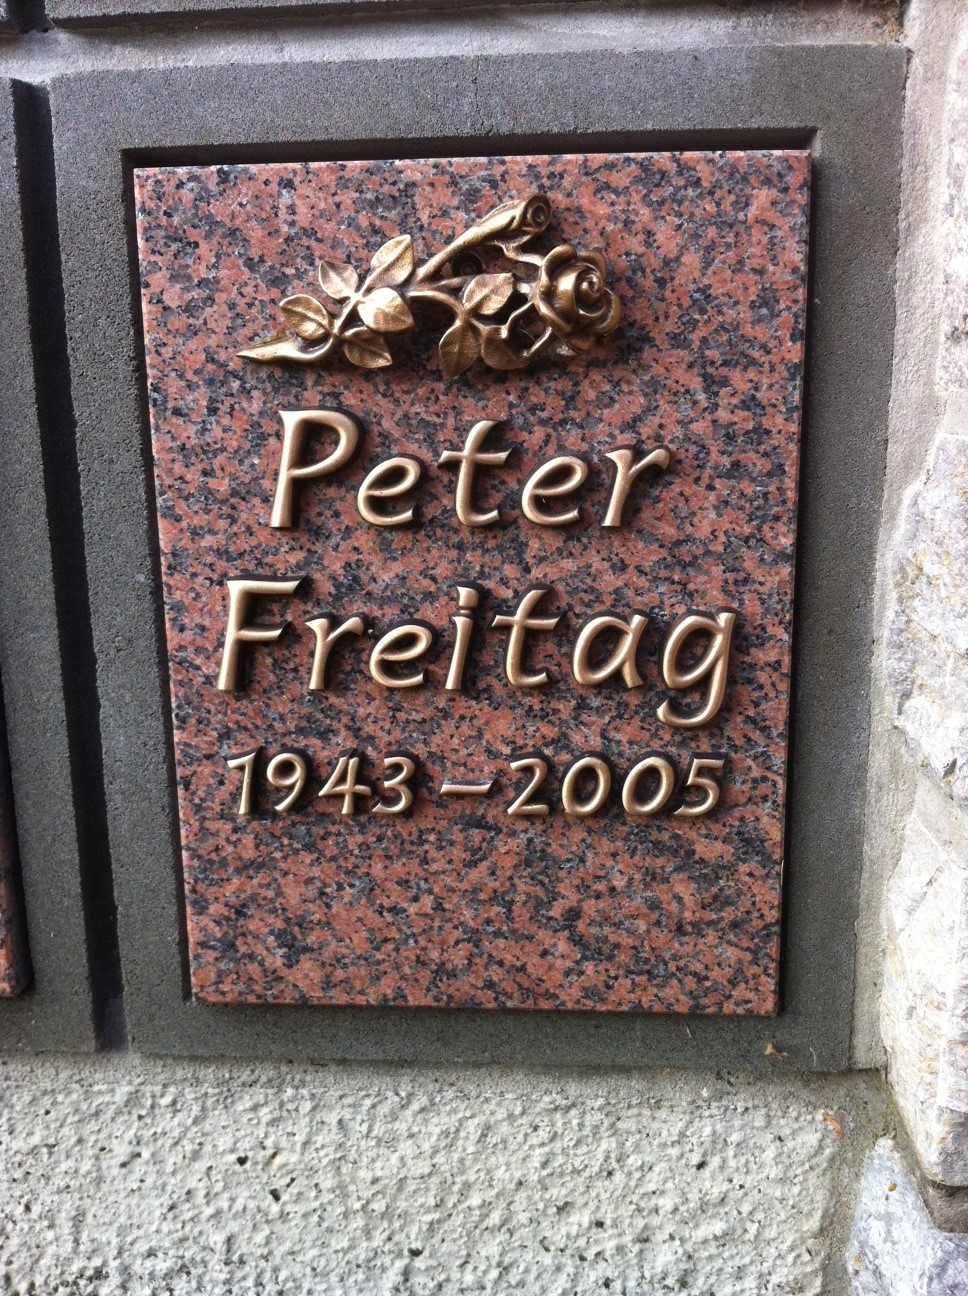 Peter
Freitag
1943 – 2005